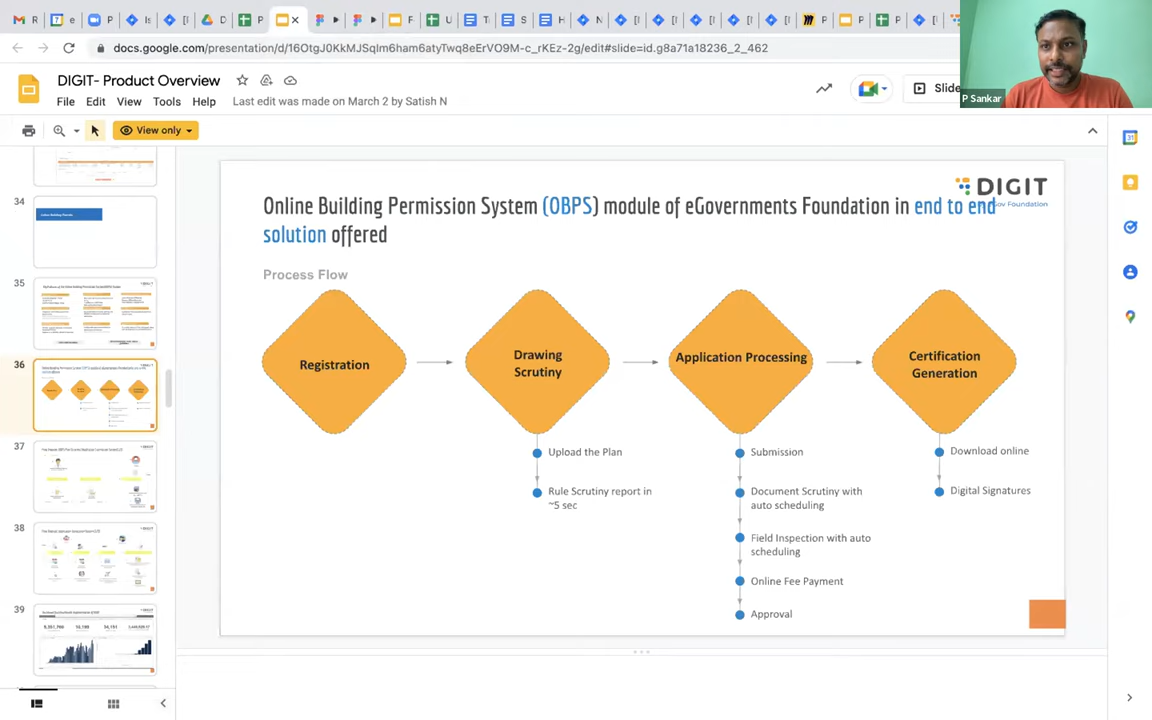 docs.google.com/presentation/d/16OtgJ0KkMJSqIm6ham6atyTwq8eErVO9M-c_rKEz-2g/edit#slide=id.g8a71a18236_2_462
DIGIT- Product Overview
File Edit View Tools Help Last edit was made on March 2 by Satish N
Slide
P Sankar
View only
34
35
36
37
38
39
DIGIT
Gov Foundation
Online Building Permission System (OBPS) module of eGovernments Foundation in end to end
solution offered
Process Flow
Registration
Drawing
Scrutiny
Application Processing
Certification
Generation
Upload the Plan
Rule Scrutiny report in
~5 sec
Submission
Document Scrutiny with
auto scheduling
Field Inspection with auto
scheduling
Online Fee Payment
Approval
Download online
Digital Signatures